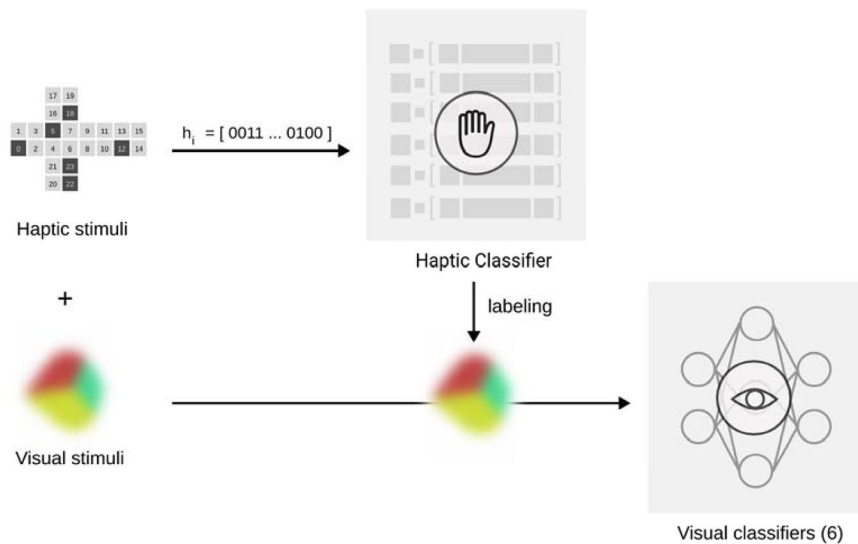 17 19
16 18
1 3 5 7 9 11 13 15
0 2 4 6 8 10 12 14
21 23
20 22
hi = [ 0011 ... 0100 ]
Haptic stimuli
Haptic Classifier
+
labeling
Visual stimuli
Visual classifiers (6)